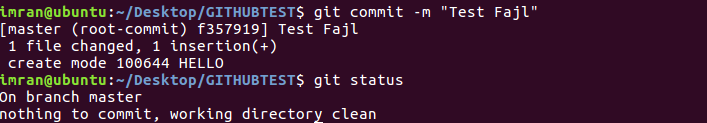 imran@ubuntu:~/Desktop/GITHUBTEST$ git commit -m "Test Fajl"
[master (root-commit) f357919] Test Fajl
 1 file changed, 1 insertion(+)
 create mode 100644 HELLO
imran@ubuntu:~/Desktop/GITHUBTEST$ git status
On branch master
nothing to commit, working directory clean